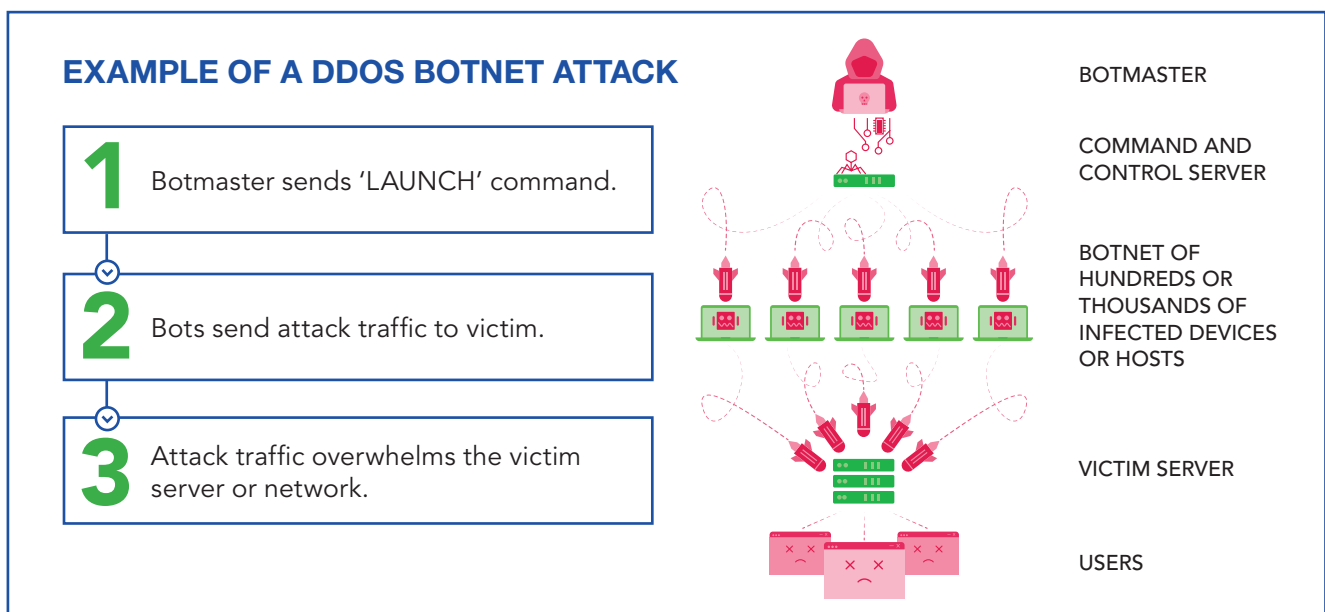 EXAMPLE OF A DDOS BOTNET ATTACK
1
Botmaster sends ‘LAUNCH’ command.
2
Bots send attack traffic to victim.
3
Attack traffic overwhelms the victim
server or network.
BOTMASTER
COMMAND AND
CONTROL SERVER
BOTNET OF
HUNDREDS OR
THOUSANDS OF
INFECTED DEVICES
OR HOSTS
VICTIM SERVER
USERS